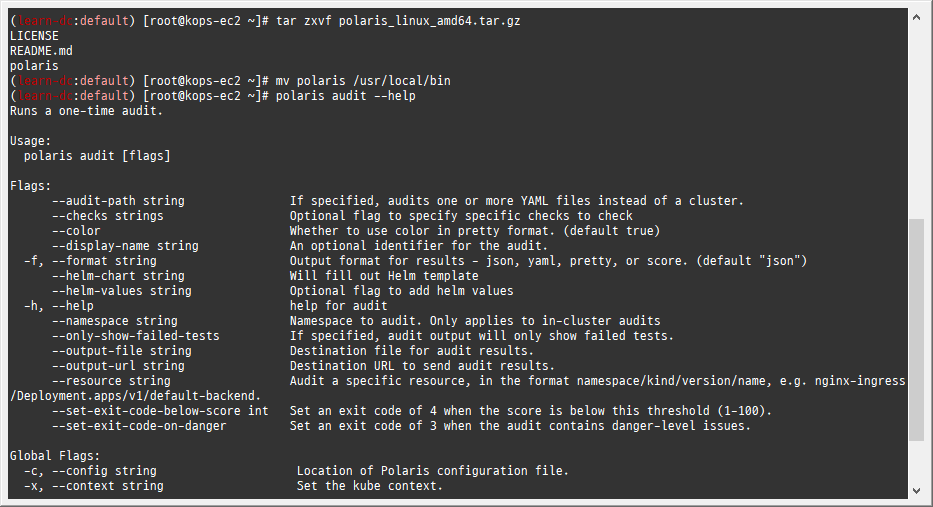 (learn-dt:default) [root@kops-ec2 ~]# tar zxvf polaris_linux_amd64.tar.gz
LICENSE
README.md
polaris
(learn-dt:default) [root@kops-ec2 ~]# mv polaris /usr/local/bin
(learn-dt:default) [root@kops-ec2 ~]# polaris audit --help
Runs a one-time audit.

Usage:
  polaris audit [flags]

Flags:
      --audit-path string               If specified, audits one or more YAML files instead of a cluster.
      --checks strings                  Optional flag to specify specific checks to check
      --color                           Whether to use color in pretty format. (default true)
      --display-name string             An optional identifier for the audit.
  -f, --format string                   Output format for results - json, yaml, pretty, or score. (default "json")
      --helm-chart string               Will fill out Helm template
      --helm-values string              Optional flag to add helm values
  -h, --help                            help for audit
      --namespace string                Namespace to audit. Only applies to in-cluster audits
      --only-show-failed-tests          If specified, audit output will only show failed tests.
      --output-file string              Destination file for audit results.
      --output-url string               Destination URL to send audit results.
      --resource string                 Audit a specific resource, in the format namespace/kind/version/name, e.g. nginx-ingress
/Deployment.apps/v1/default-backend.
      --set-exit-code-below-score int   Set an exit code of 4 when the score is below this threshold (1-100).
      --set-exit-code-on-danger         Set an exit code of 3 when the audit contains danger-level issues.

Global Flags:
  -c, --config string                    Location of Polaris configuration file.
  -x, --context string                   Set the kube context.